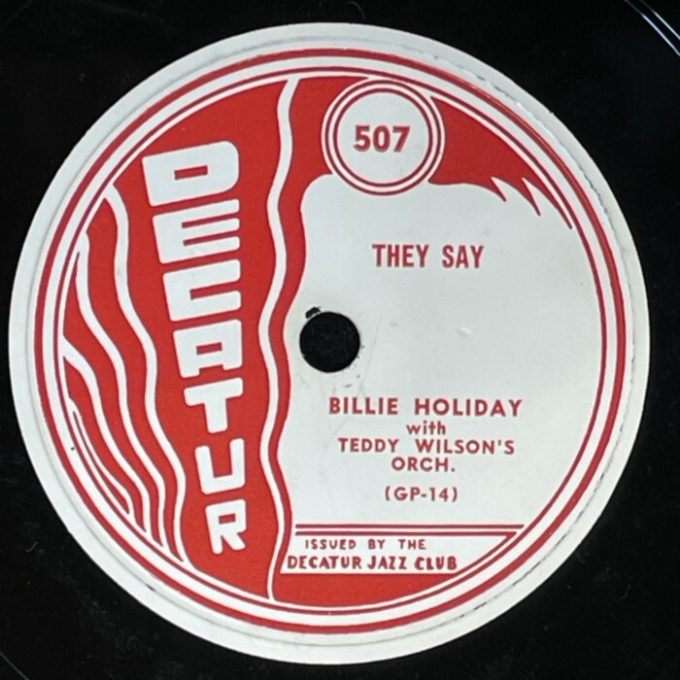 DECATUR
507
THEY SAY
BILLIE HOLIDAY
with
TEDDY WILSON'S
ORCH.
(GP-14)
ISSUED BY THE
DECATUR JAZZ CLUB